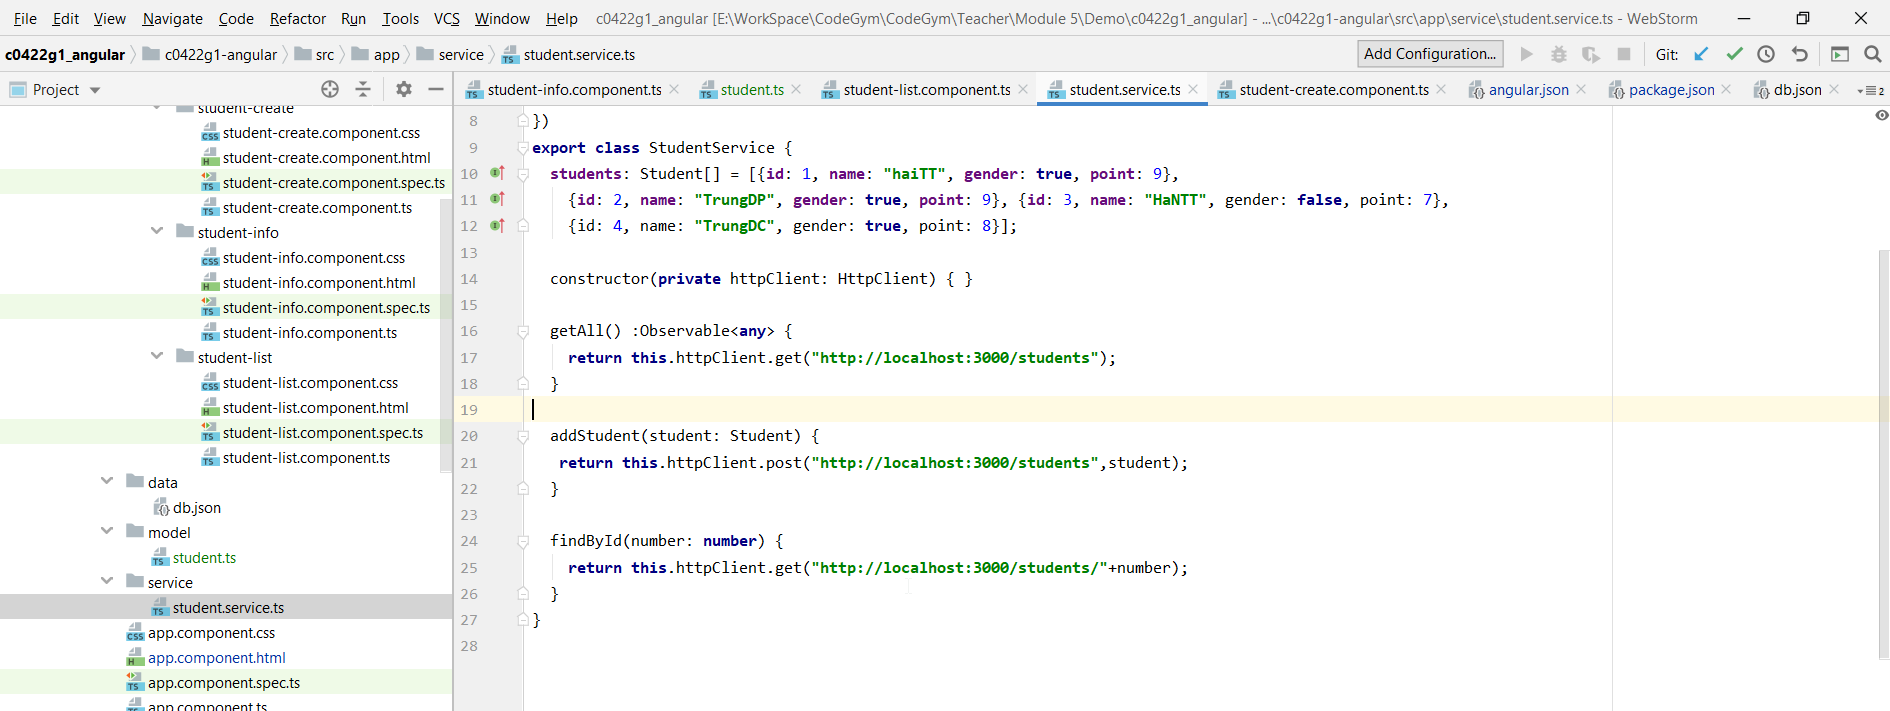 File Edit View Navigate Code Refactor Run Tools VCS Window Help c0422g1_angular [E:\WorkSpace\CodeGym\CodeGym\Teacher\Module 5\Demo\c0422g1_angular] - ...\c0422g1-angular\src\app\service\student.service.ts - WebStorm
c0422g1_angular c0422g1-angular src app service student.service.ts Add Configuration... Git:
Project student-info.component.ts student.ts student-list.component.ts student.service.ts student-create.component.ts angular.json package.json db.json 2
student-create
student-create.component.css
student-create.component.html
student-create.component.spec.ts
student-create.component.ts
student-info
student-info.component.css
student-info.component.html
student-info.component.spec.ts
student-info.component.ts
student-list
student-list.component.css
student-list.component.html
student-list.component.spec.ts
student-list.component.ts
data
db.json
model
student.ts
service
student.service.ts
app.component.css
app.component.html
app.component.spec.ts
app.component.ts
8 })
9 export class StudentService {
10 students: Student[] = [{id: 1, name: "haiTT", gender: true, point: 9},
11 {id: 2, name: "TrungDP", gender: true, point: 9}, {id: 3, name: "HaNTT", gender: false, point: 7},
12 {id: 4, name: "TrungDC", gender: true, point: 8}];
13
14 constructor(private httpClient: HttpClient) { }
15
16 getAll() :Observable<any> {
17 return this.httpClient.get("http://localhost:3000/students");
18 }
19
20 addStudent(student: Student) {
21 return this.httpClient.post("http://localhost:3000/students",student);
22 }
23
24 findById(number: number) {
25 return this.httpClient.get("http://localhost:3000/students/"+number);
26 }
27 }
28